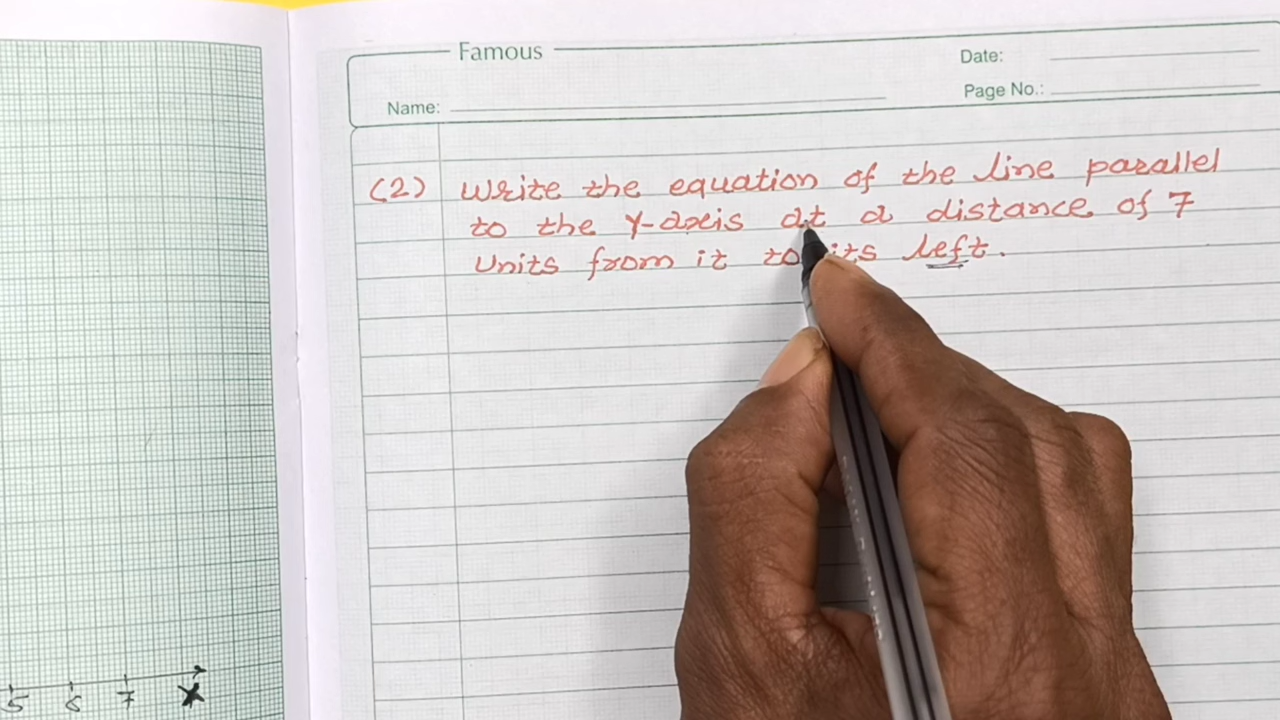 Famous
Date:
Name:
Page No.:
(2) Write the equation of the line parallel
to the Y-axis at a distance of 7
units from it to its left.
5 6 7 X